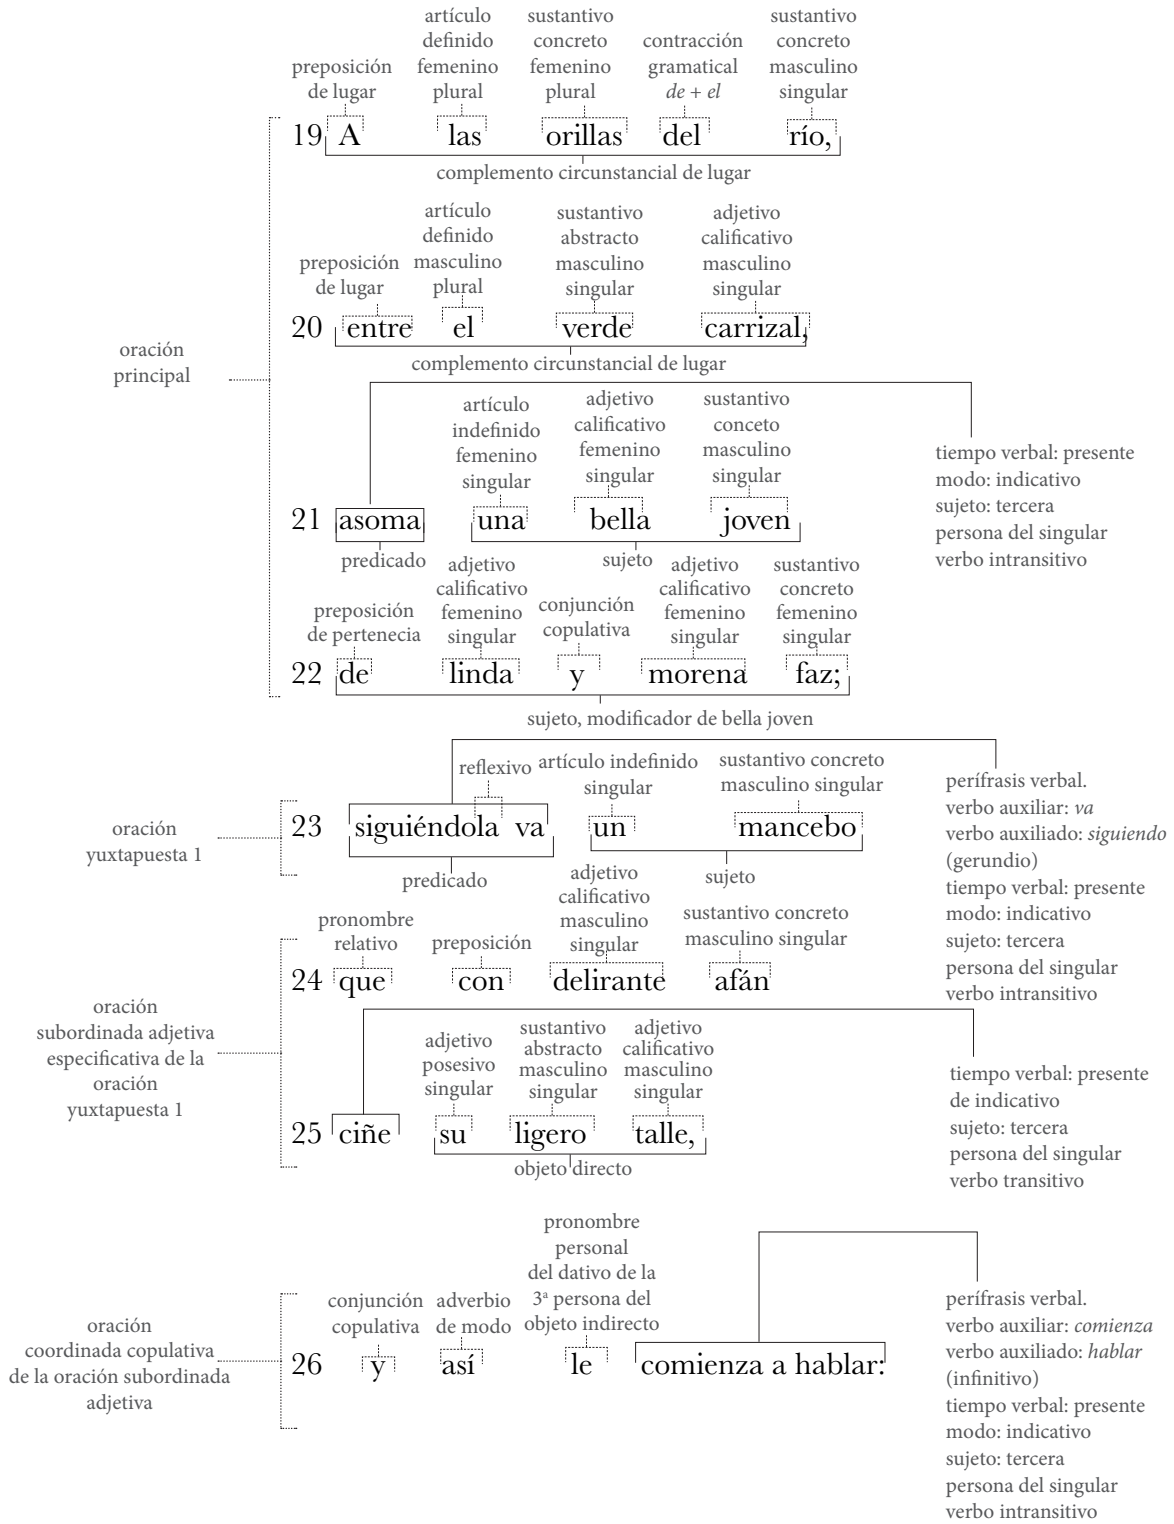 artículo
definido
femenino
plural
sustantivo
concreto
femenino
plural
contracción
gramatical
de + el
sustantivo
concreto
masculino
singular
preposición
de lugar
19 A las orillas del río,
complemento circunstancial de lugar
artículo
definido
masculino
plural
sustantivo
abstracto
masculino
singular
adjetivo
calificativo
masculino
singular
preposición
de lugar
20 entre el verde carrizal,
complemento circunstancial de lugar
oración
principal
artículo
indefinido
femenino
singular
adjetivo
calificativo
femenino
singular
sustantivo
conceto
masculino
singular
tiempo verbal: presente
modo: indicativo
sujeto: tercera
persona del singular
verbo intransitivo
21 asoma una bella joven
predicado
sujeto
preposición
de pertenecia
adjetivo
calificativo
femenino
singular
conjunción
copulativa
adjetivo
calificativo
femenino
singular
sustantivo
concreto
femenino
singular
22 de linda y morena faz;
sujeto, modificador de bella joven
reflexivo
artículo indefinido
singular
sustantivo concreto
masculino singular
perífrasis verbal.
verbo auxiliar: va
verbo auxiliado: siguiendo
(gerundio)
tiempo verbal: presente
modo: indicativo
sujeto: tercera
persona del singular
verbo intransitivo
oración
yuxtapuesta 1
23 siguiéndola va un mancebo
predicado
sujeto
pronombre
relativo
preposición
adjetivo
calificativo
masculino
singular
sustantivo concreto
masculino singular
24 que con delirante afán
oración
subordinada adjetiva
especificativa de la
oración
yuxtapuesta 1
adjetivo
posesivo
singular
sustantivo
abstracto
masculino
singular
adjetivo
calificativo
masculino
singular
tiempo verbal: presente
de indicativo
sujeto: tercera
persona del singular
verbo transitivo
25 ciñe su ligero talle,
objeto directo
conjunción
copulativa
adverbio
de modo
pronombre
personal
del dativo de la
3ª persona del
objeto indirecto
perífrasis verbal.
verbo auxiliar: comienza
verbo auxiliado: hablar
(infinitivo)
tiempo verbal: presente
modo: indicativo
sujeto: tercera
persona del singular
verbo intransitivo
oración
coordinada copulativa
de la oración subordinada
adjetiva
26 y así le comienza a hablar: